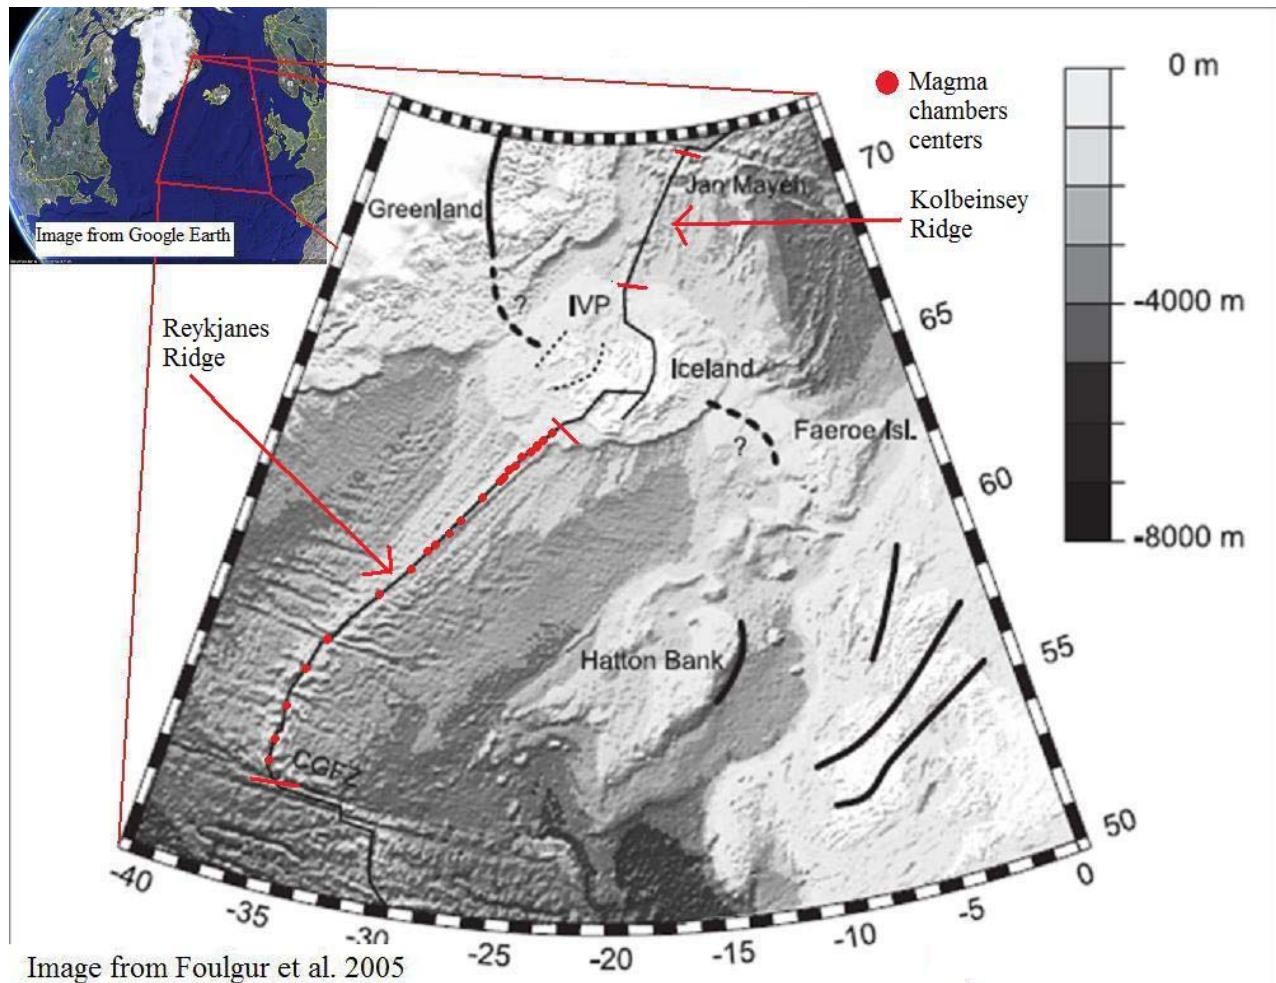 Image from Google Earth
Magma
chambers
centers
0 m
-4000 m
-8000 m
Kolbeinsey
Ridge
Reykjanes
Ridge
Greenland
Jan Mayen
?
IVP
Iceland
Faeroe Isl.
?
Hatton Bank
CGFZ
70
65
60
55
50
-40
-35
-30
-25
-20
-15
-10
-5
0
Image from Foulgur et al. 2005